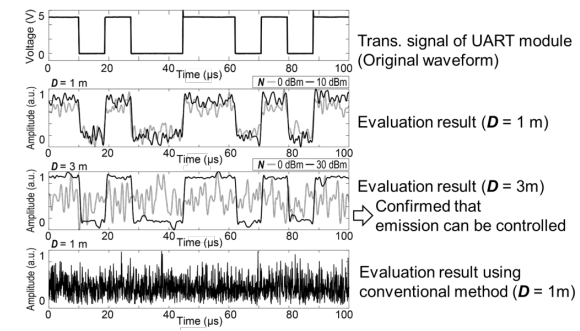 Voltage (V)
5
0
0 20 40 60 80 100
Time (µs)
Trans. signal of UART module
(Original waveform)
D = 1 m
N — 0 dBm — 10 dBm
Amplitude (a.u.)
1
0
0 20 40 60 80 100
Time (µs)
Evaluation result (D = 1 m)
D = 3 m
N — 0 dBm — 30 dBm
Amplitude (a.u.)
1
0
0 20 40 60 80 100
Time (µs)
Evaluation result (D = 3m)
Confirmed that
emission can be controlled
D = 1 m
Amplitude (a.u.)
1
0
0 20 40 60 80 100
Time (µs)
Evaluation result using
conventional method (D = 1m)